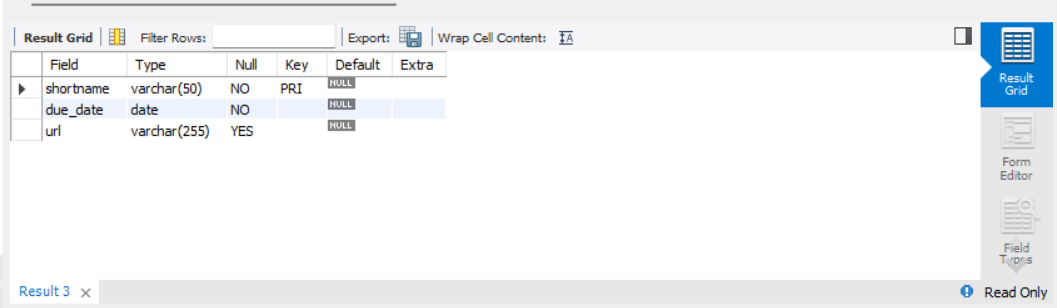 Result Grid Filter Rows: Export: Wrap Cell Content:
Field Type Null Key Default Extra
shortname varchar(50) NO PRI NULL
due_date date NO NULL
url varchar(255) YES NULL
Result
Grid
Form
Editor
Field
Types
Result 3 Read Only